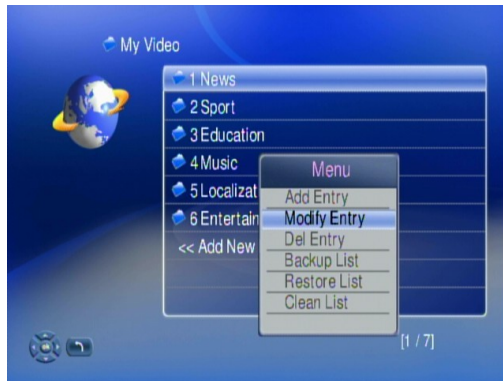 My Video
1 News
2 Sport
3 Education
4 Music
5 Localizat
6 Entertain
<< Add New
Menu
Add Entry
Modify Entry
Del Entry
Backup List
Restore List
Clean List
[1 / 7]